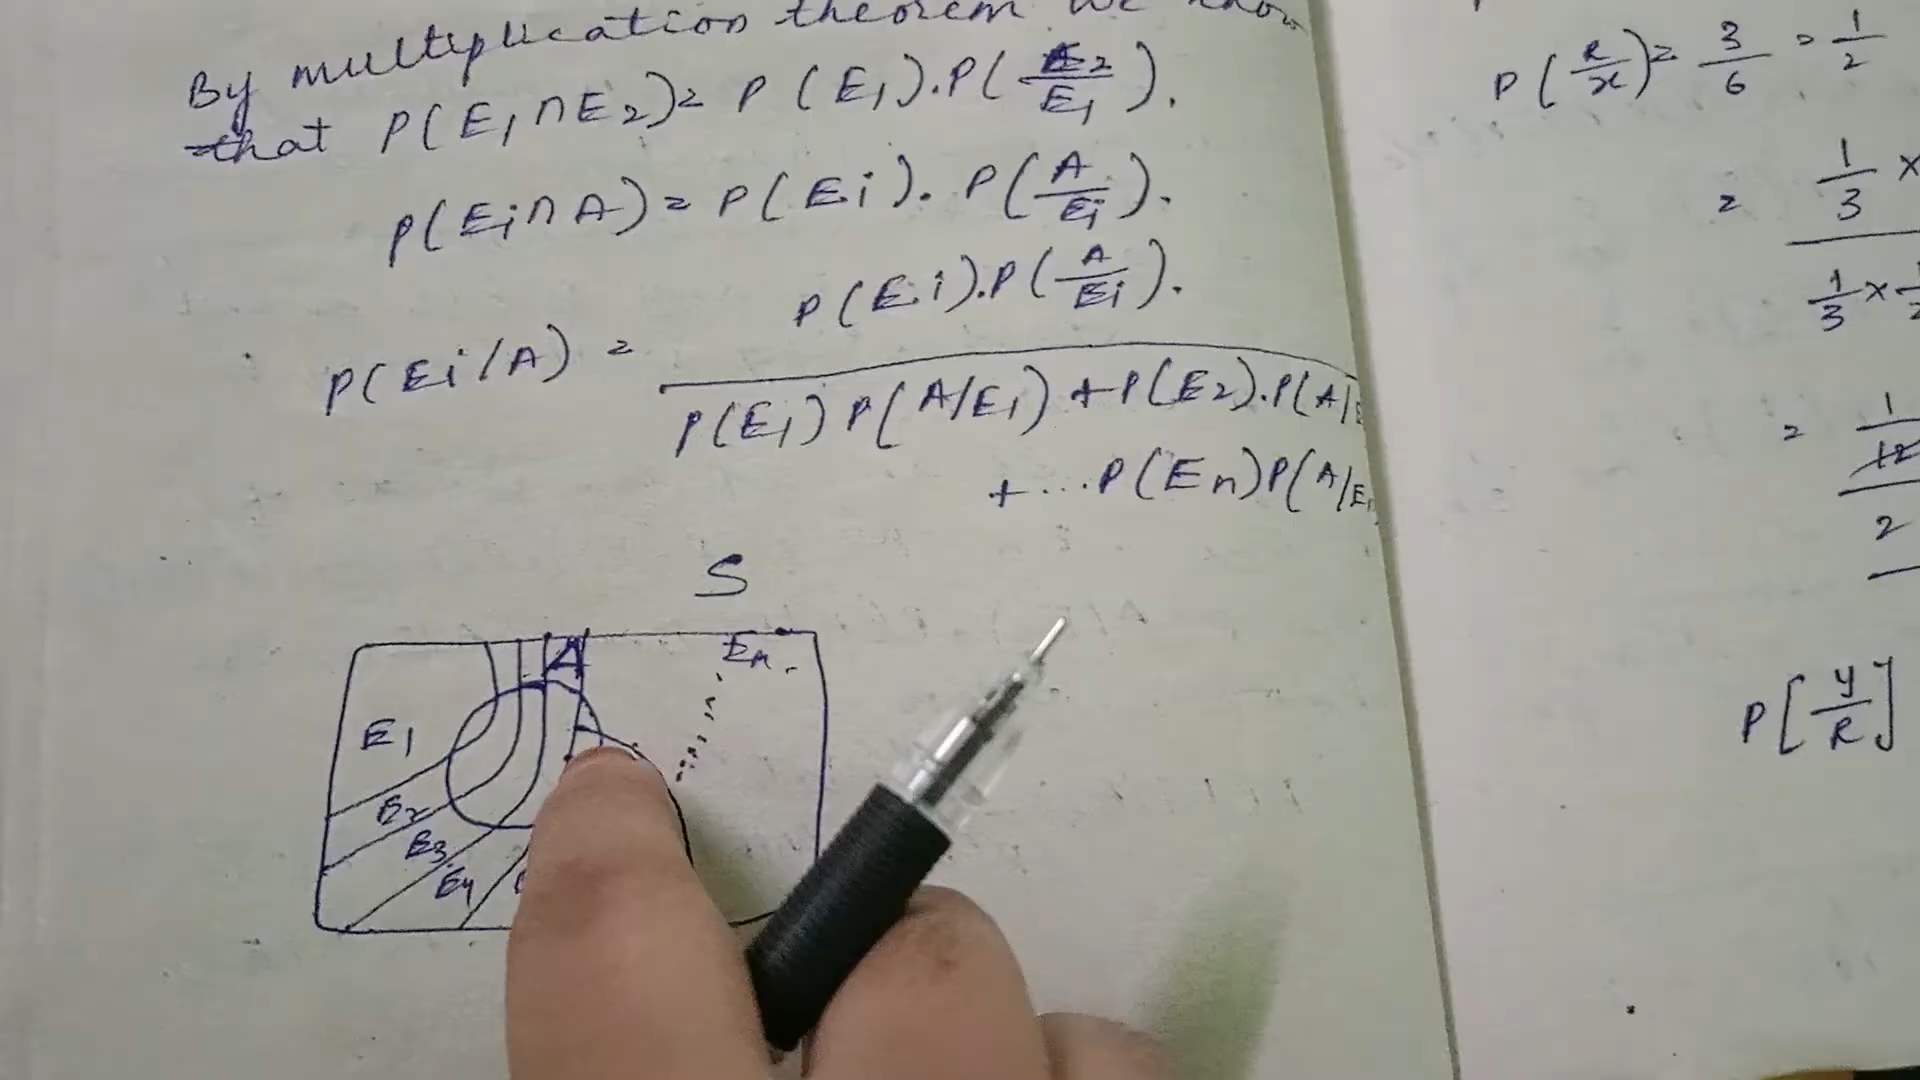 By multiplication theorem we know
that P(E₁∩E₂) = P(E₁).P(E₂/E₁).
P(Ei∩A) = P(Ei). P(A/Ei).
P(Ei/A) = P(Ei).P(A/Ei).
P(E₁) P(A/E₁) + P(E₂).P(A/
+ ... P(En)P(A/E
S
A
En.
E₁
E₂
E₃
E₄
P(R/x) = 3/6 = 1/2
= 1/3 ×
1/3 ×
= 1
12
2
P[y/R]